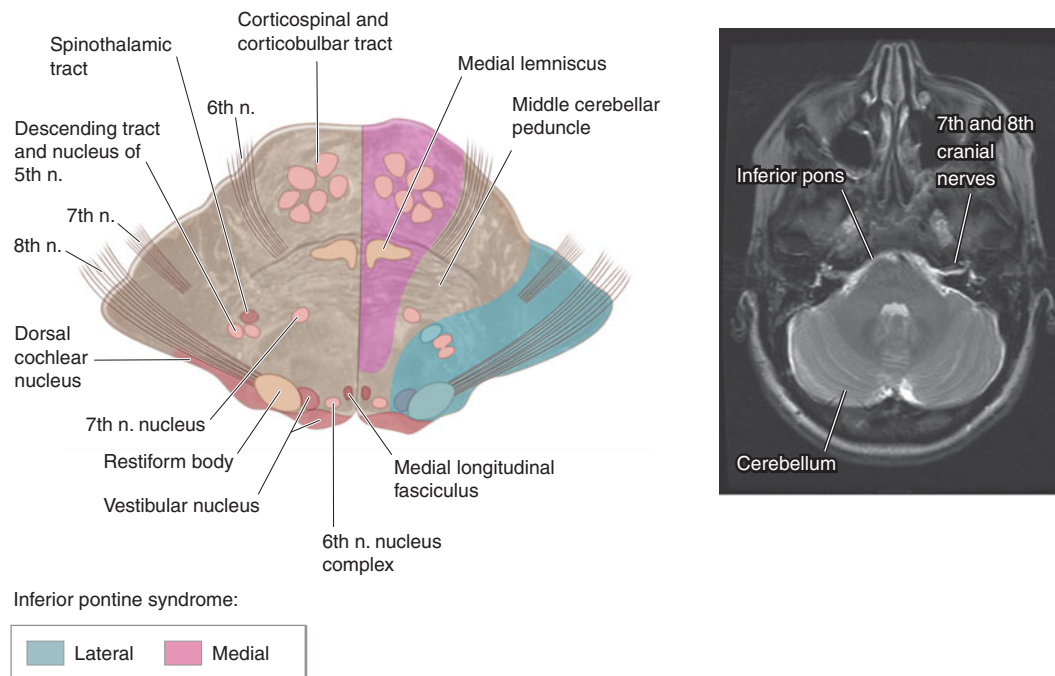 Corticospinal and
corticobulbar tract
Spinothalamic
tract
Medial lemniscus
6th n.
Middle cerebellar
peduncle
Descending tract
and nucleus of
5th n.
7th n.
8th n.
Dorsal
cochlear
nucleus
7th n. nucleus
Restiform body
Vestibular nucleus
Medial longitudinal
fasciculus
6th n. nucleus
complex
7th and 8th
cranial
nerves
Inferior pons
Cerebellum
Inferior pontine syndrome:
Lateral
Medial